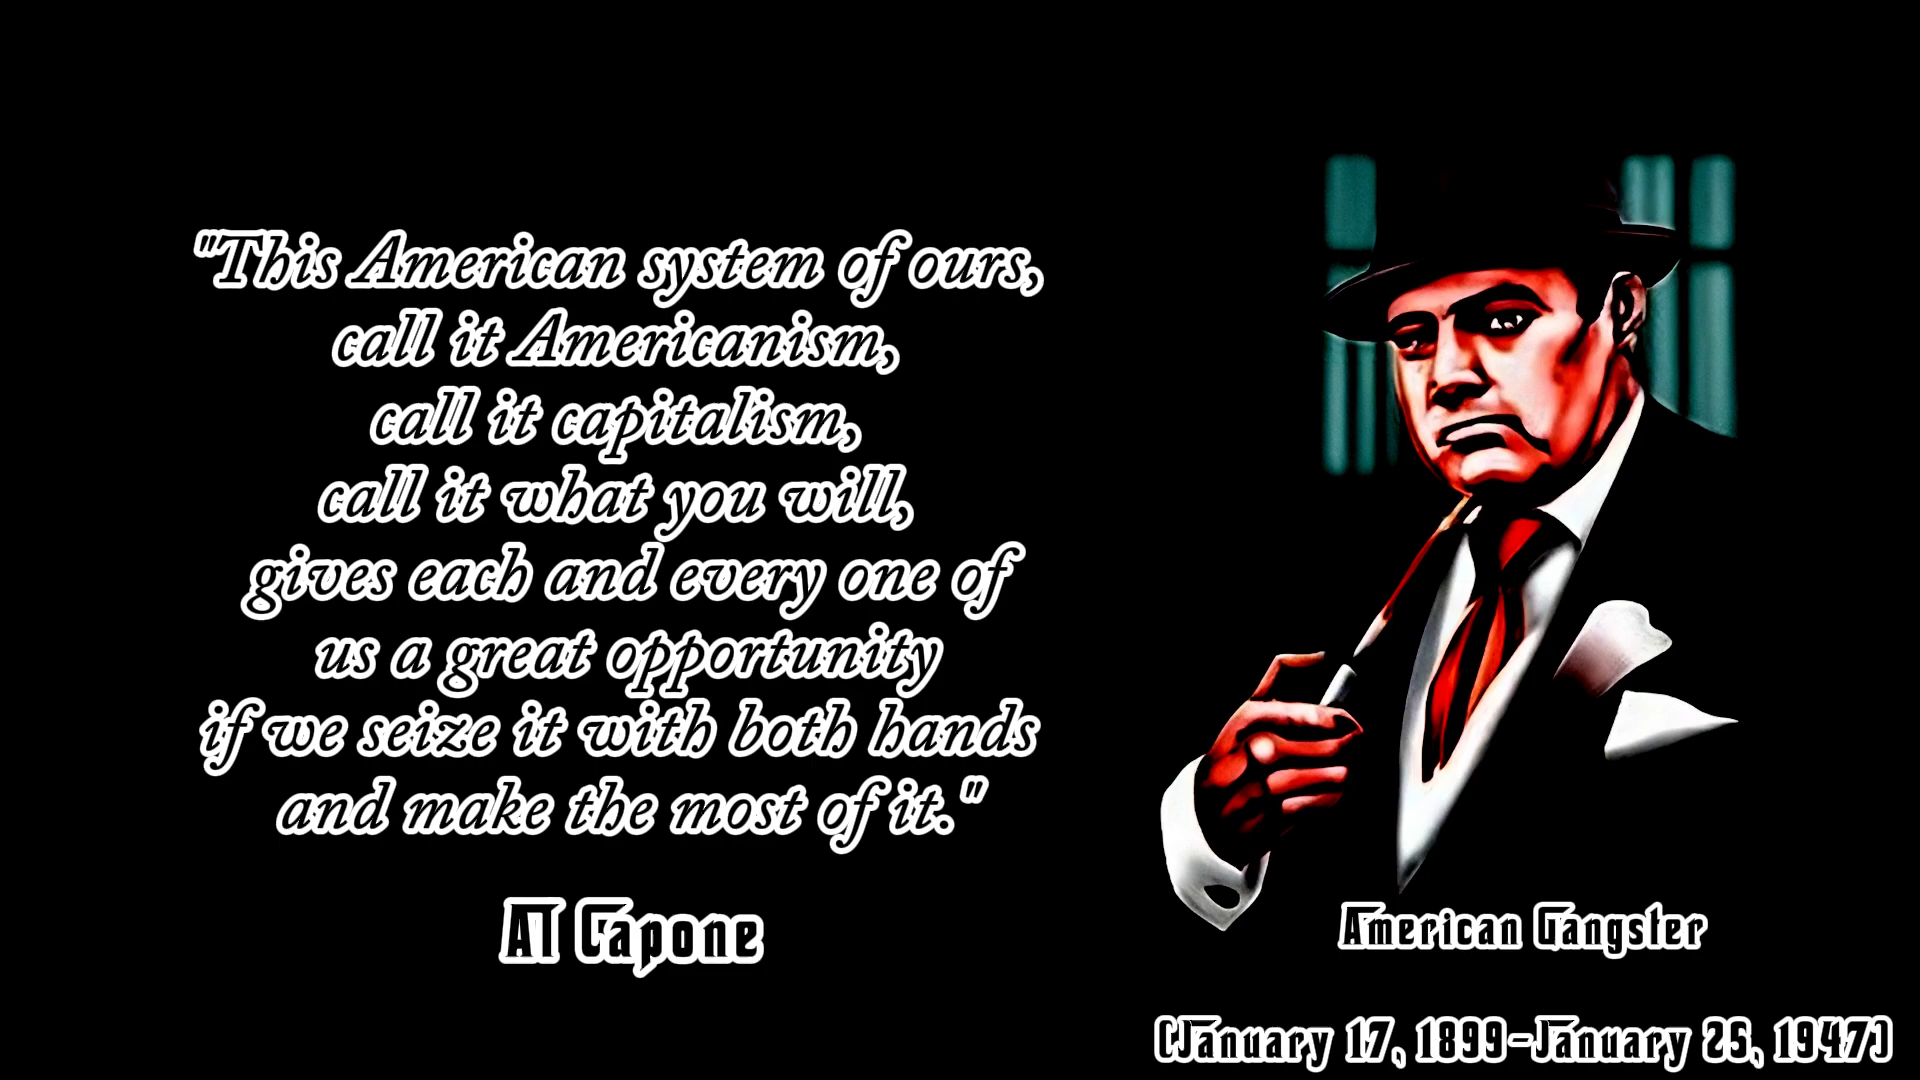 "This American system of ours,
call it Americanism,
call it capitalism,
call it what you will,
gives each and every one of
us a great opportunity
if we seize it with both hands
and make the most of it."
Al Capone
American Gangster
(January 17, 1899-January 25, 1947)